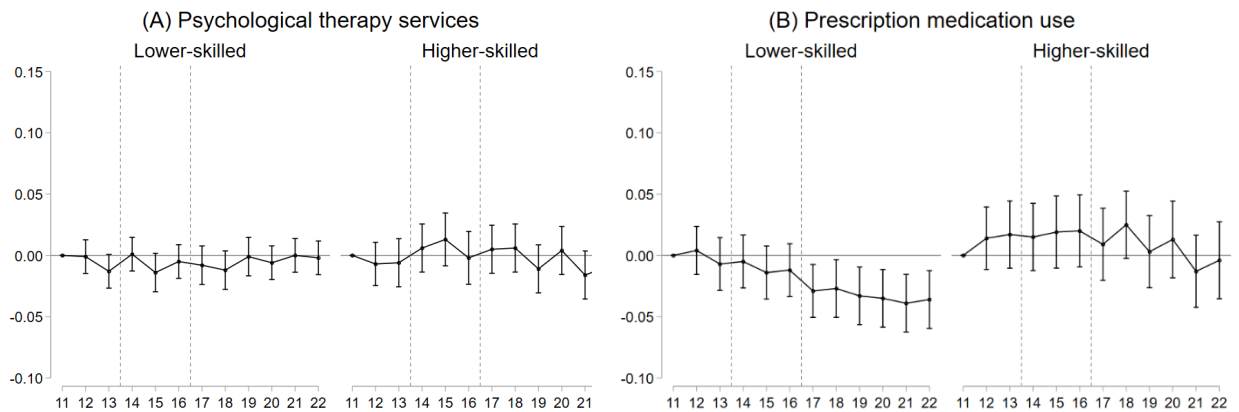 (A) Psychological therapy services
(B) Prescription medication use
Lower-skilled
Higher-skilled
Lower-skilled
Higher-skilled
0.15
0.10
0.05
0.00
-0.05
-0.10
11 12 13 14 15 16 17 18 19 20 21 22
11 12 13 14 15 16 17 18 19 20 21
0.15
0.10
0.05
0.00
-0.05
-0.10
11 12 13 14 15 16 17 18 19 20 21 22
11 12 13 14 15 16 17 18 19 20 21 22